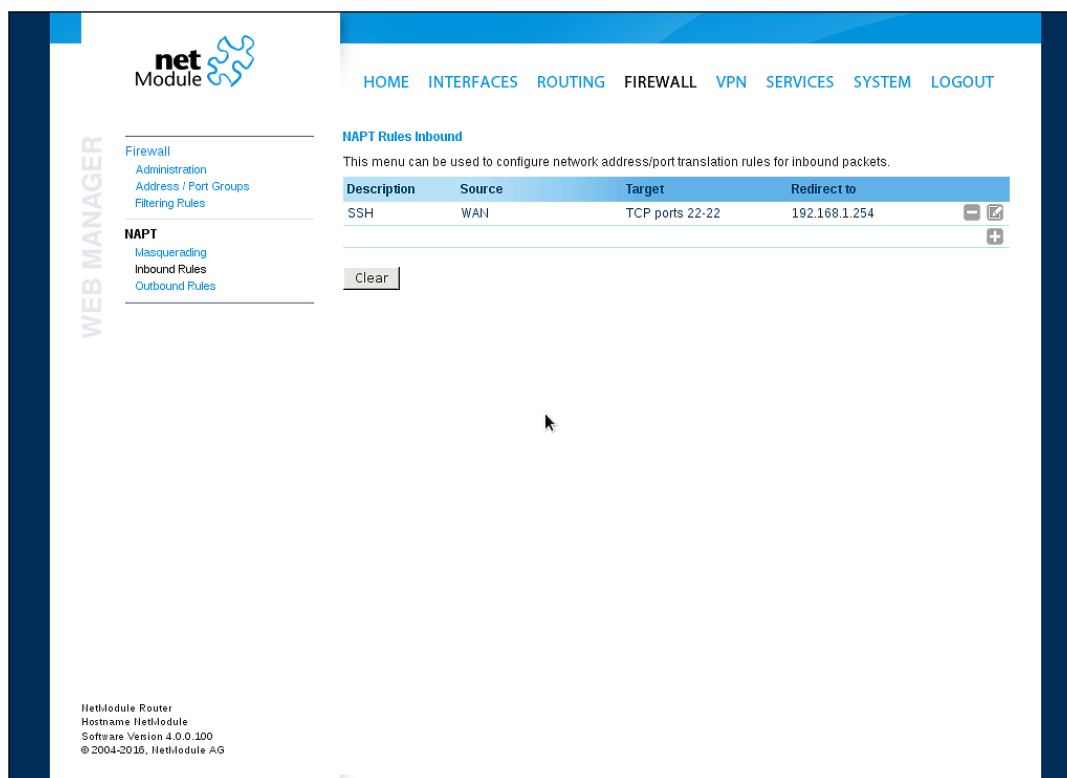 net
Module
HOME INTERFACES ROUTING FIREWALL VPN SERVICES SYSTEM LOGOUT
WEB MANAGER
Firewall
Administration
Address / Port Groups
Filtering Rules
NAPT
Masquerading
Inbound Rules
Outbound Rules
NAPT Rules Inbound
This menu can be used to configure network address/port translation rules for inbound packets.
Description Source Target Redirect to
SSH WAN TCP ports 22-22 192.168.1.254
Clear
NetModule Router
Hostname NetModule
Software Version 4.0.0.100
© 2004-2016, NetModule AG